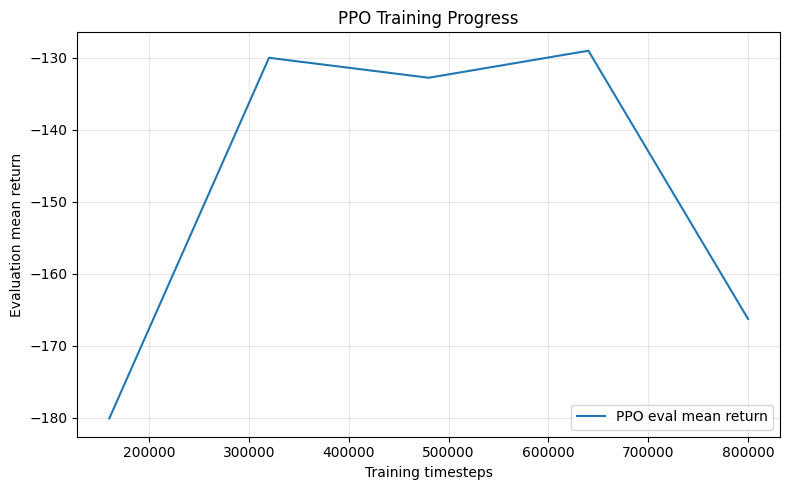 PPO Training Progress
−130
−140
−150
−160
−170
−180
Evaluation mean return
200000 300000 400000 500000 600000 700000 800000
Training timesteps
PPO eval mean return